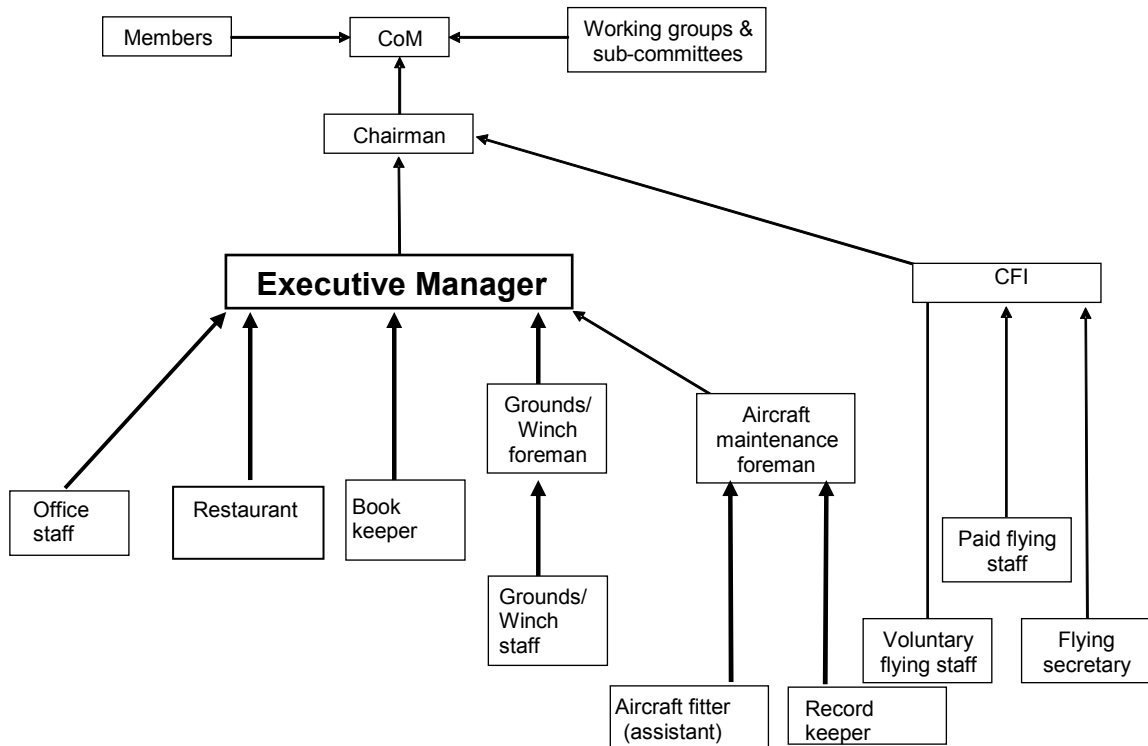 Members
CoM
Working groups &
sub-committees
Chairman
Executive Manager
CFI
Grounds/
Winch
foreman
Aircraft
maintenance
foreman
Office
staff
Restaurant
Book
keeper
Paid flying
staff
Grounds/
Winch
staff
Voluntary
flying staff
Flying
secretary
Aircraft fitter
(assistant)
Record
keeper